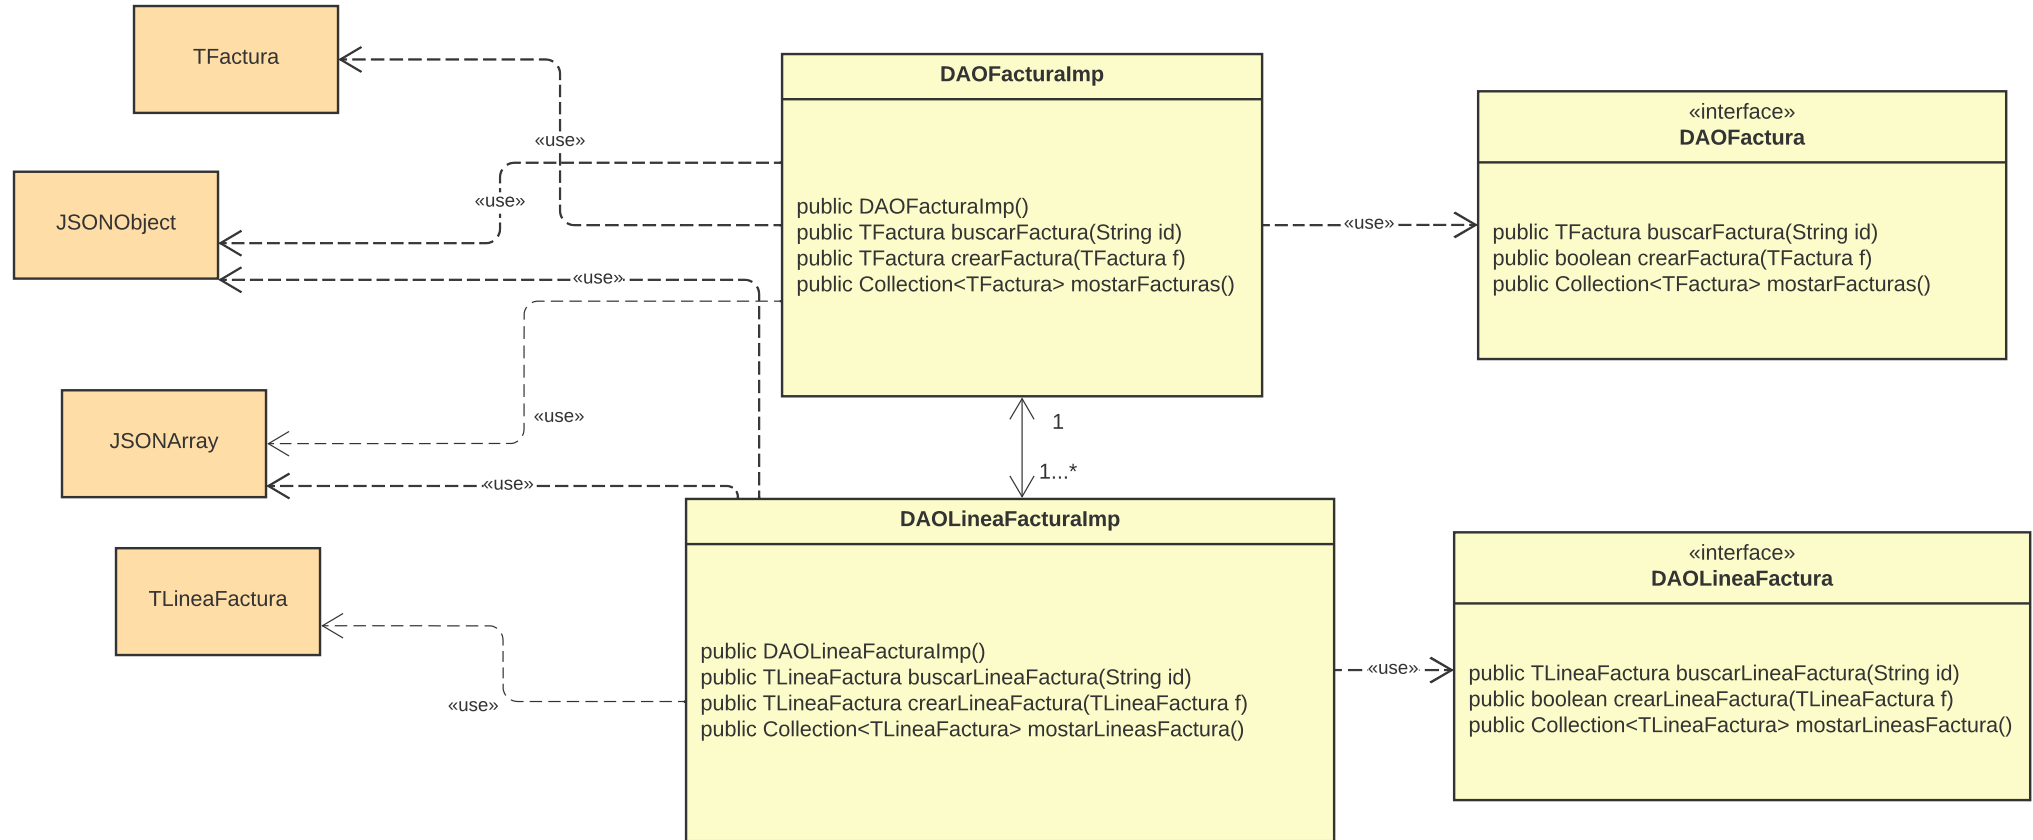 TFactura
«use»
JSONObject
«use»
«use»
JSONArray
«use»
«use»
TLineaFactura
«use»
DAOFacturaImp
public DAOFacturaImp()
public TFactura buscarFactura(String id)
public TFactura crearFactura(TFactura f)
public Collection<TFactura> mostarFacturas()
«use»
«interface»
DAOFactura
public TFactura buscarFactura(String id)
public boolean crearFactura(TFactura f)
public Collection<TFactura> mostarFacturas()
1
1...*
DAOLineaFacturaImp
public DAOLineaFacturaImp()
public TLineaFactura buscarLineaFactura(String id)
public TLineaFactura crearLineaFactura(TLineaFactura f)
public Collection<TLineaFactura> mostarLineasFactura()
«use»
«interface»
DAOLineaFactura
public TLineaFactura buscarLineaFactura(String id)
public boolean crearLineaFactura(TLineaFactura f)
public Collection<TLineaFactura> mostarLineasFactura()